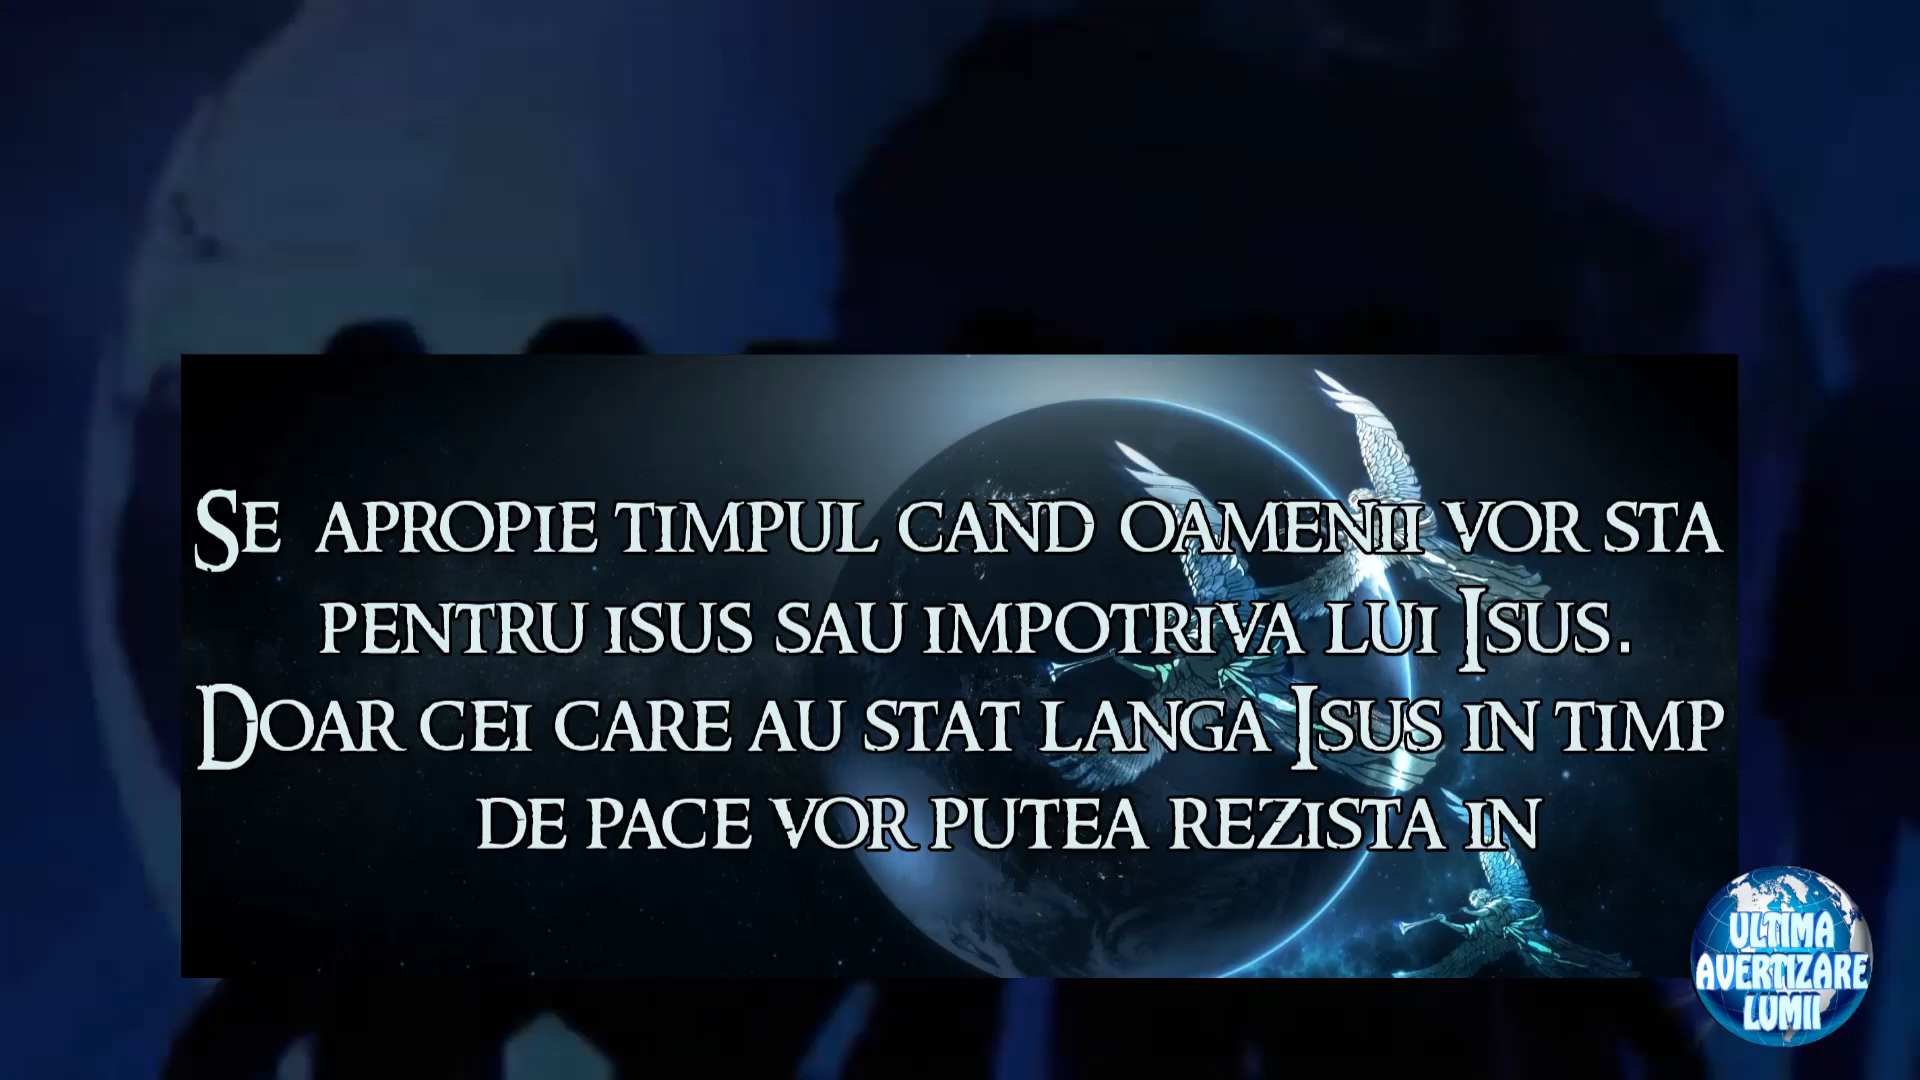 Se apropie timpul cand oamenii vor sta
pentru isus sau impotriva lui Isus.
Doar cei care au stat langa Isus in timp
de pace vor putea rezista in
ULTIMA
AVERTIZARE
LUMII